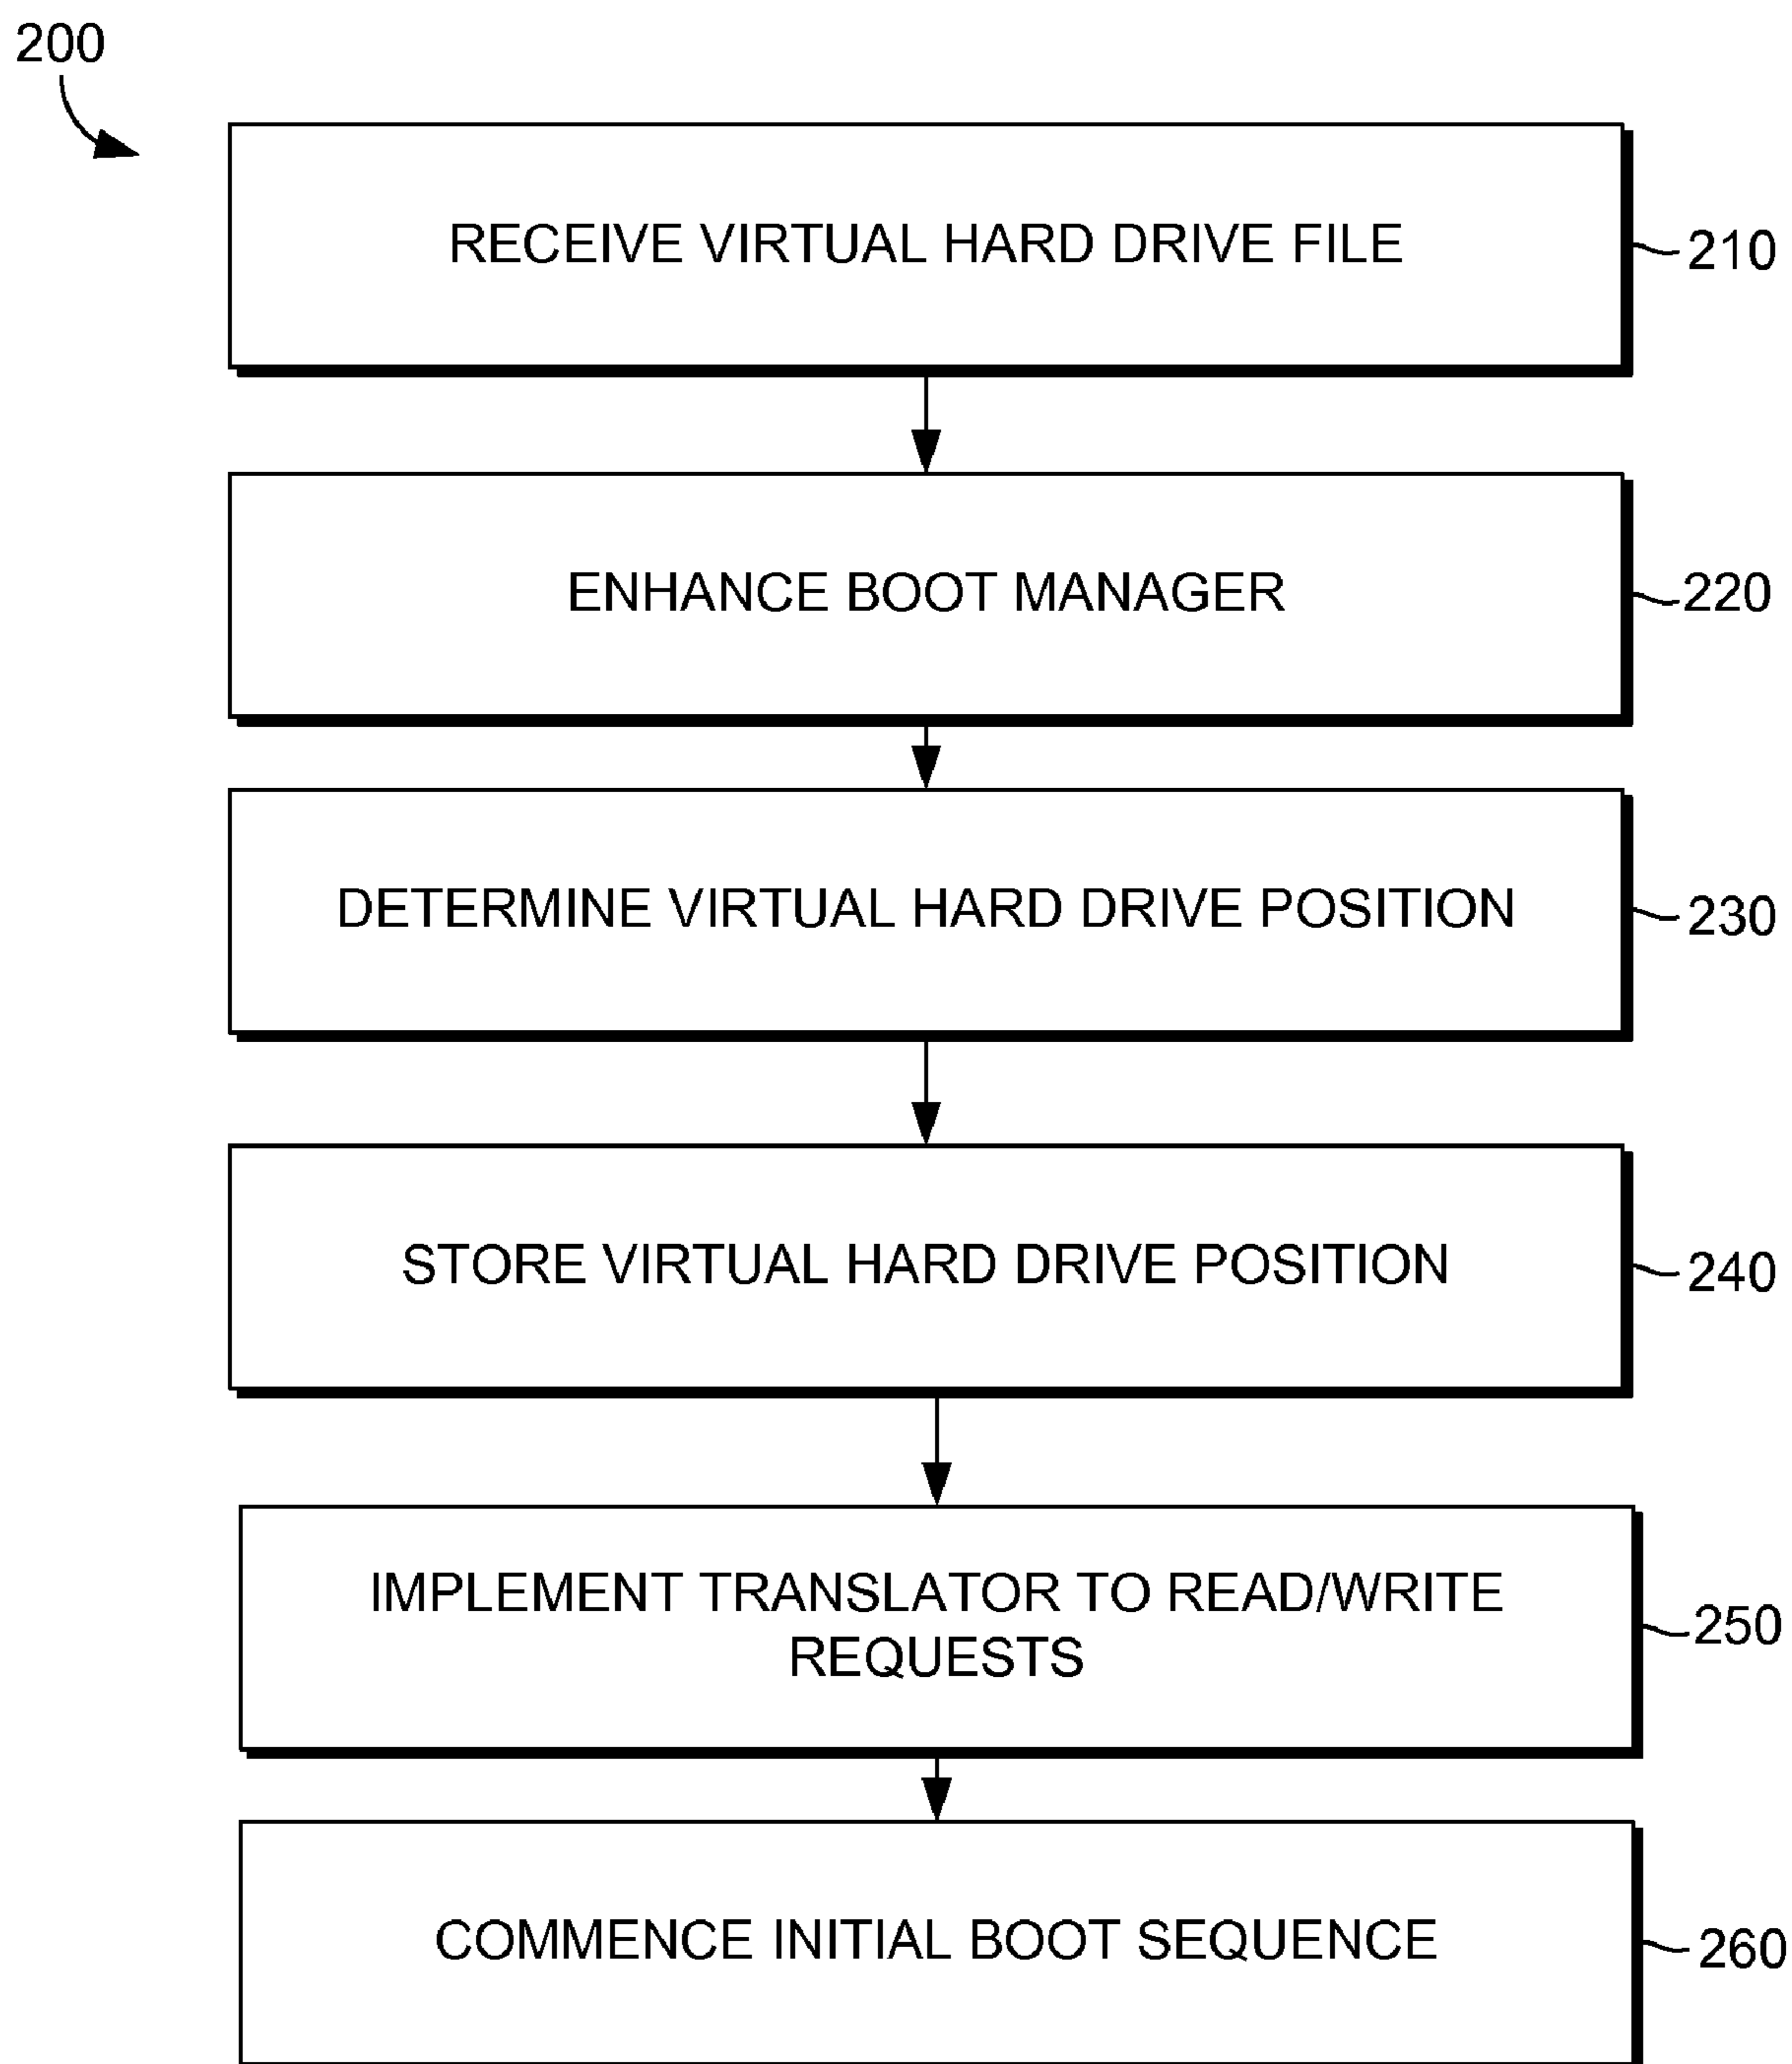 200
RECEIVE VIRTUAL HARD DRIVE FILE
210
ENHANCE BOOT MANAGER
220
DETERMINE VIRTUAL HARD DRIVE POSITION
230
STORE VIRTUAL HARD DRIVE POSITION
240
IMPLEMENT TRANSLATOR TO READ/WRITE
REQUESTS
250
COMMENCE INITIAL BOOT SEQUENCE
260